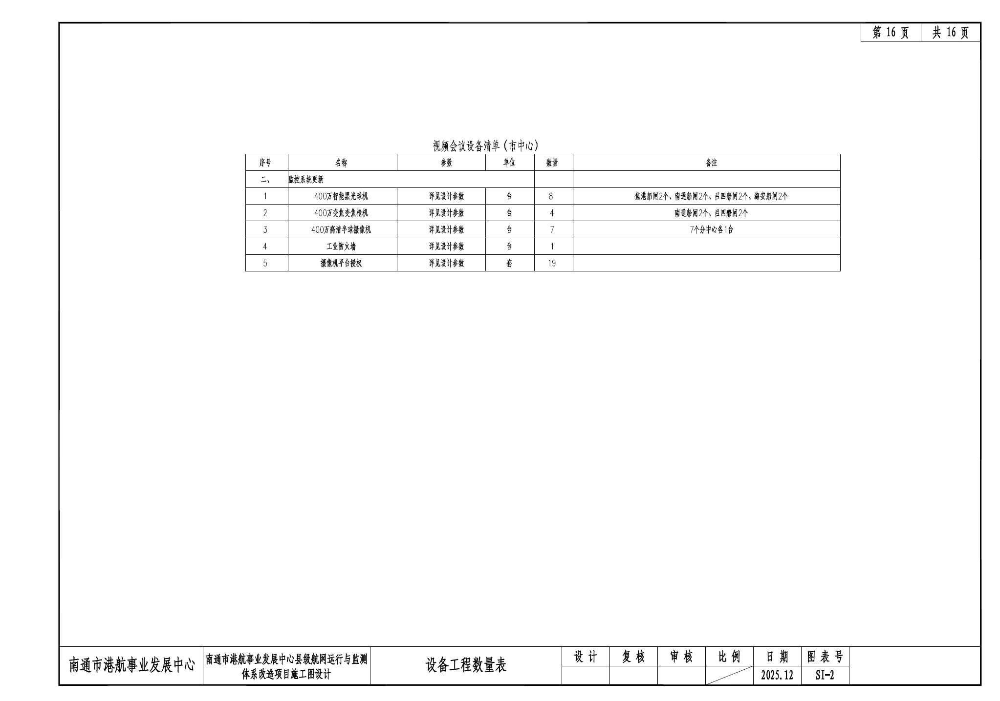 第 16 页 共 16 页
视频会议设备清单（市中心）
序号 名称 参数 单位 数量 备注
二、 监控系统更新
1 400万智能黑光球机 详见设计参数 台 8 焦港船闸2个、南通船闸2个、吕四船闸2个、海安船闸2个
2 400万变焦变焦枪机 详见设计参数 台 4 南通船闸2个、吕四船闸2个
3 400万高清半球摄像机 详见设计参数 台 7 7个分中心各1台
4 工业防火墙 详见设计参数 台 1
5 摄像机平台授权 详见设计参数 套 19
南通市港航事业发展中心
南通市港航事业发展中心县级航网运行与监测
体系改造项目施工图设计
设备工程数量表
设 计 复 核 审 核 比 例 日 期 图 表 号
2025.12 SI-2